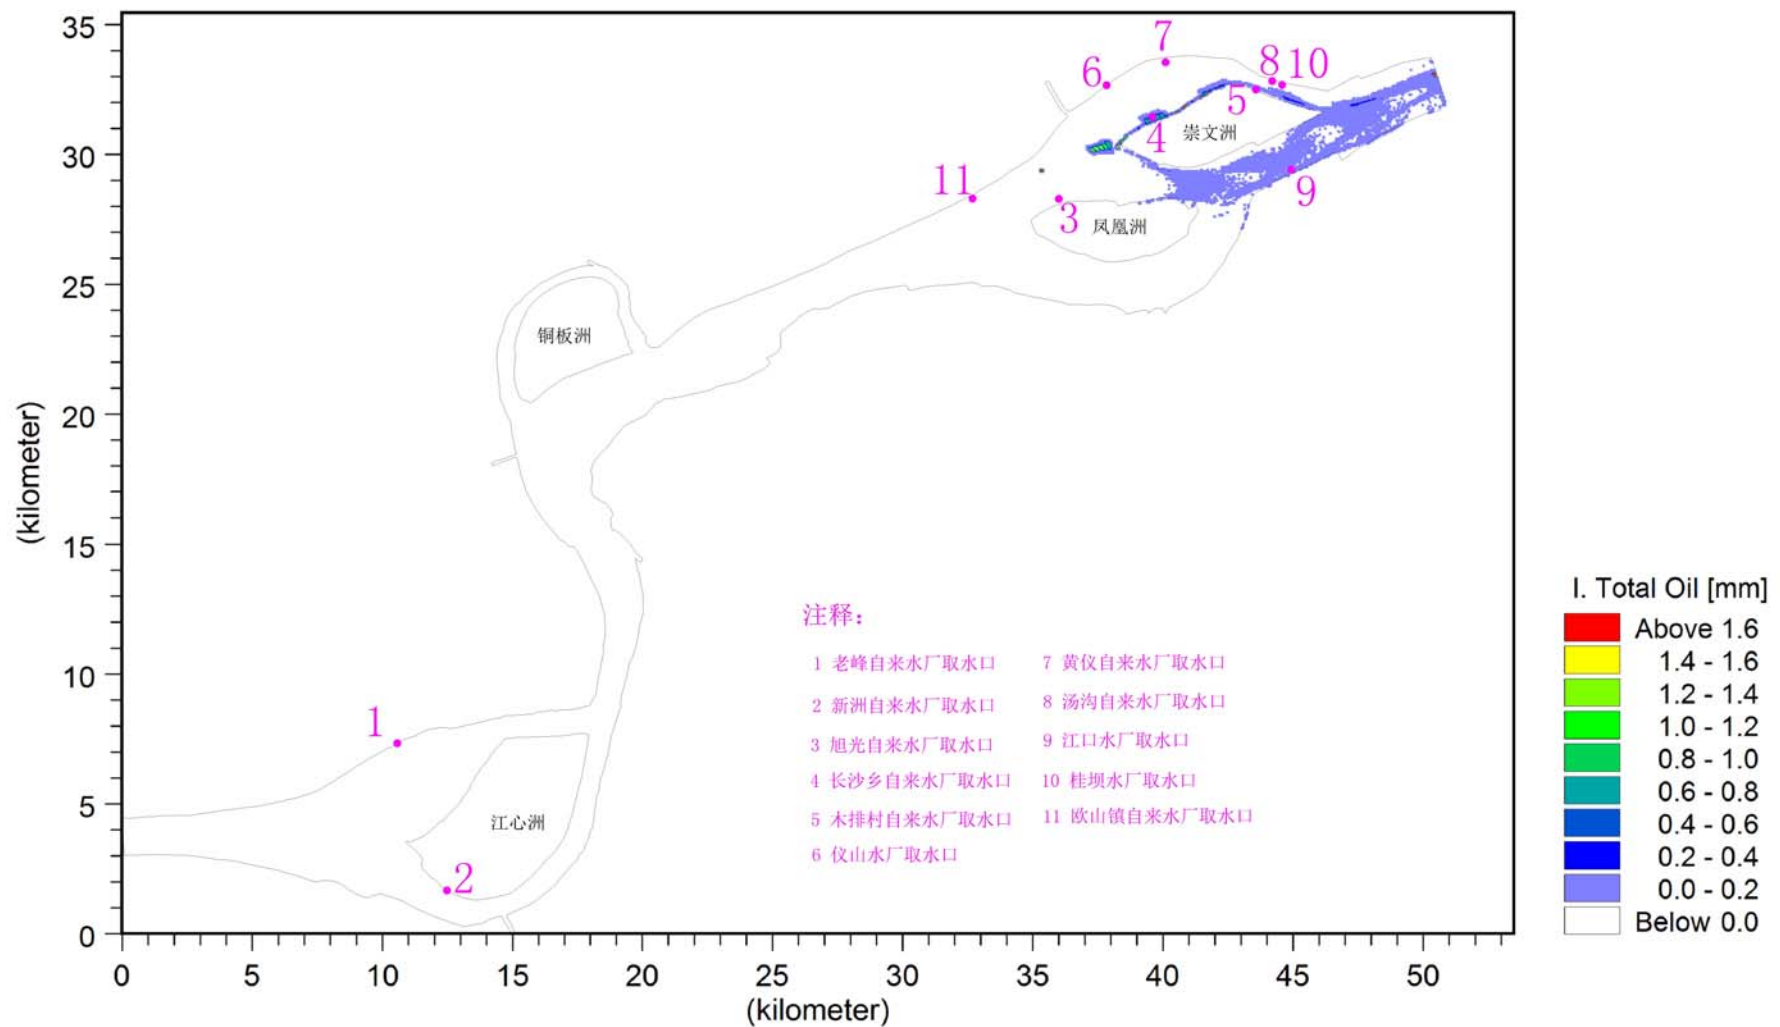 35
30
25
20
15
10
5
0
(kilometer)
0 5 10 15 20 25 30 35 40 45 50
(kilometer)
7
6
8 10
5
4
崇文洲
11
3
9
凤凰洲
铜板洲
1
江心洲
2
注释：
1 老峰自来水厂取水口
2 新洲自来水厂取水口
3 旭光自来水厂取水口
4 长沙乡自来水厂取水口
5 木排村自来水厂取水口
6 仪山水厂取水口
7 黄仪自来水厂取水口
8 汤沟自来水厂取水口
9 江口水厂取水口
10 桂坝水厂取水口
11 欧山镇自来水厂取水口
I. Total Oil [mm]
Above 1.6
1.4 - 1.6
1.2 - 1.4
1.0 - 1.2
0.8 - 1.0
0.6 - 0.8
0.4 - 0.6
0.2 - 0.4
0.0 - 0.2
Below 0.0